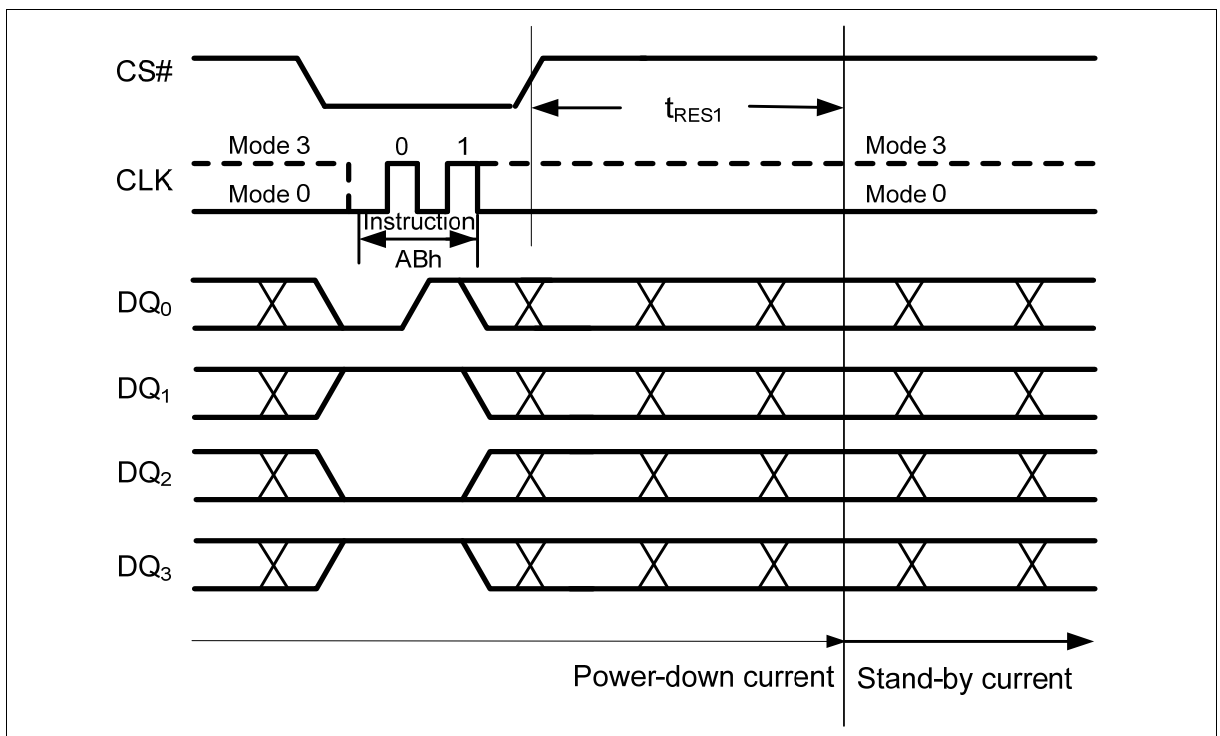 CS#
tRES1
Mode 3 0 1 Mode 3
CLK
Mode 0 Mode 0
Instruction
ABh
DQ0
DQ1
DQ2
DQ3
Power-down current Stand-by current